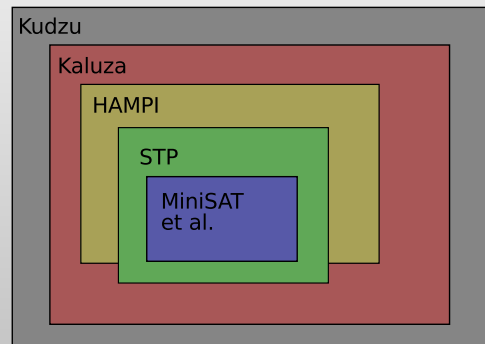 Kudzu
Kaluza
HAMPI
STP
MiniSAT
et al.